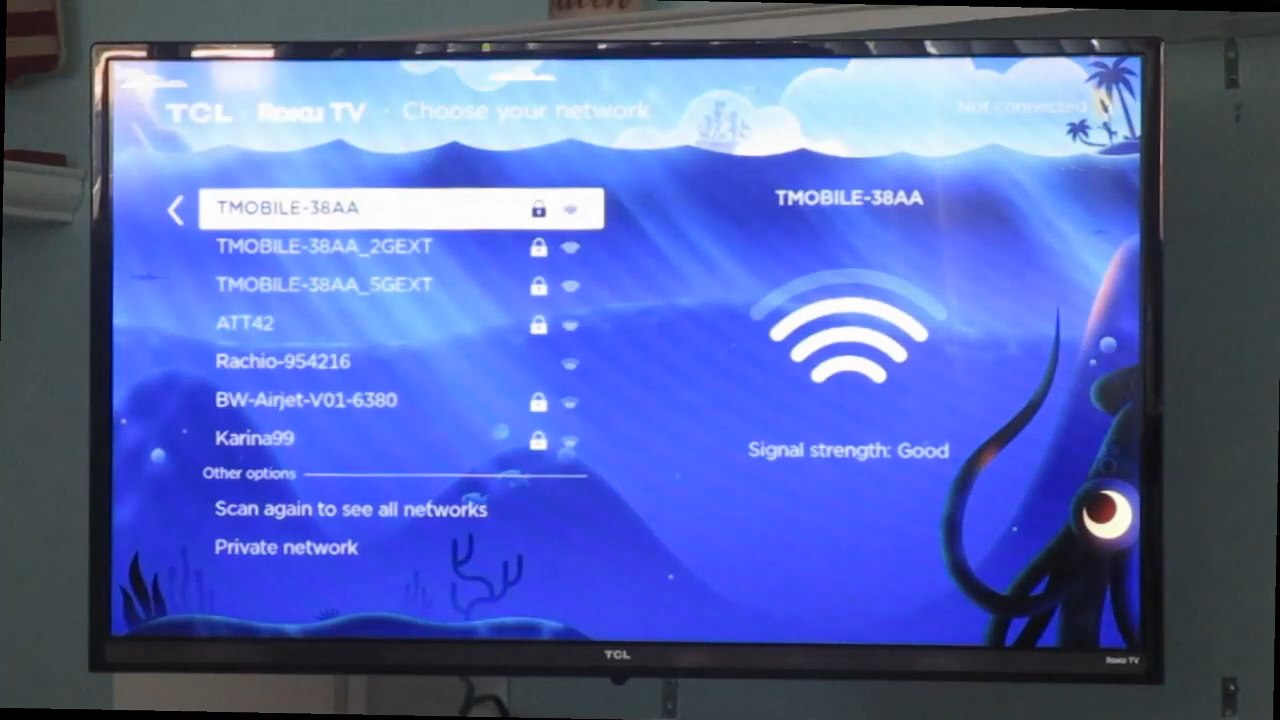 TCL Roku TV · Choose your network
Not connected
TMOBILE-38AA
TMOBILE-38AA_2GEXT
TMOBILE-38AA_5GEXT
ATT42
Rachio-954216
BW-Airjet-V01-6380
Karina99
Other options
Scan again to see all networks
Private network
TMOBILE-38AA
Signal strength: Good
TCL
Roku TV